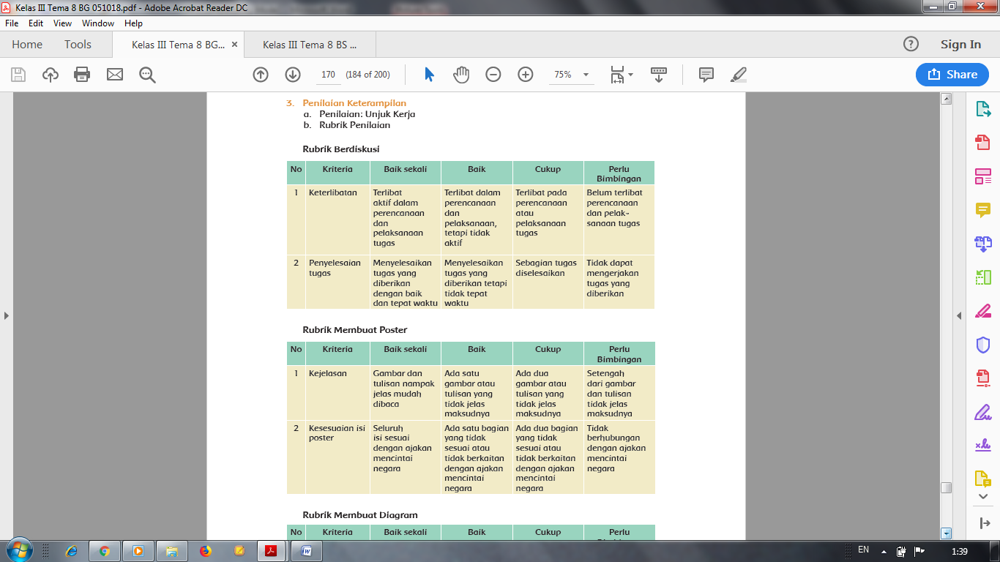 Kelas III Tema 8 BG 051018.pdf - Adobe Acrobat Reader DC
File Edit View Window Help
Home Tools Kelas III Tema 8 BG... × Kelas III Tema 8 BS ... Sign In
170 (184 of 200) 75% Share
3. Penilaian Keterampilan
a. Penilaian: Unjuk Kerja
b. Rubrik Penilaian
Rubrik Berdiskusi
No Kriteria Baik sekali Baik Cukup Perlu
Bimbingan
1 Keterlibatan Terlibat Terlibat dalam Terlibat pada Belum terlibat
aktif dalam perencanaan perencanaan perencanaan
perencanaan dan atau dan pelak-
dan pelaksanaan, pelaksanaan sanaan tugas
pelaksanaan tetapi tidak tugas
tugas aktif
2 Penyelesaian Menyelesaikan Menyelesaikan Sebagian tugas Tidak dapat
tugas tugas yang tugas yang diselesaikan mengerjakan
diberikan diberikan tetapi tugas yang
dengan baik tidak tepat diberikan
dan tepat waktu waktu
Rubrik Membuat Poster
No Kriteria Baik sekali Baik Cukup Perlu
Bimbingan
1 Kejelasan Gambar dan Ada satu Ada dua Setengah
tulisan nampak gambar atau gambar atau dari gambar
jelas mudah tulisan yang tulisan yang dan tulisan
dibaca tidak jelas tidak jelas tidak jelas
maksudnya maksudnya maksudnya
2 Kesesuaian isi Seluruh Ada satu bagian Ada dua bagian Tidak
poster isi sesuai yang tidak yang tidak berhubungan
dengan ajakan sesuai atau sesuai atau dengan ajakan
mencintai tidak berkaitan tidak berkaitan mencintai
negara dengan ajakan dengan ajakan negara
mencintai mencintai
negara negara
Rubrik Membuat Diagram
No Kriteria Baik sekali Baik Cukup Perlu
EN 1:39